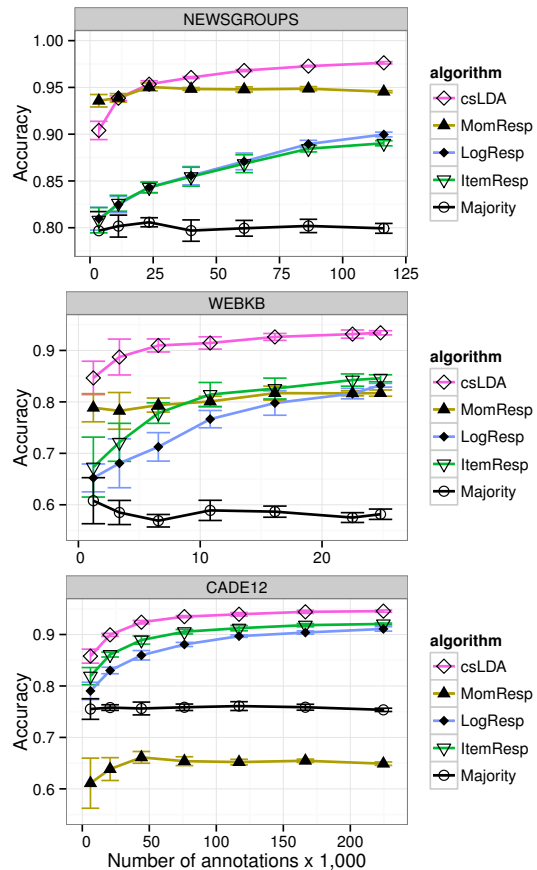 NEWSGROUPS
1.00
0.95
0.90
0.85
0.80
Accuracy
0 25 50 75 100 125
algorithm
csLDA
MomResp
LogResp
ItemResp
Majority
WEBKB
0.9
0.8
0.7
0.6
Accuracy
0 10 20
algorithm
csLDA
MomResp
LogResp
ItemResp
Majority
CADE12
0.9
0.8
0.7
0.6
Accuracy
0 50 100 150 200
Number of annotations x 1,000
algorithm
csLDA
MomResp
LogResp
ItemResp
Majority